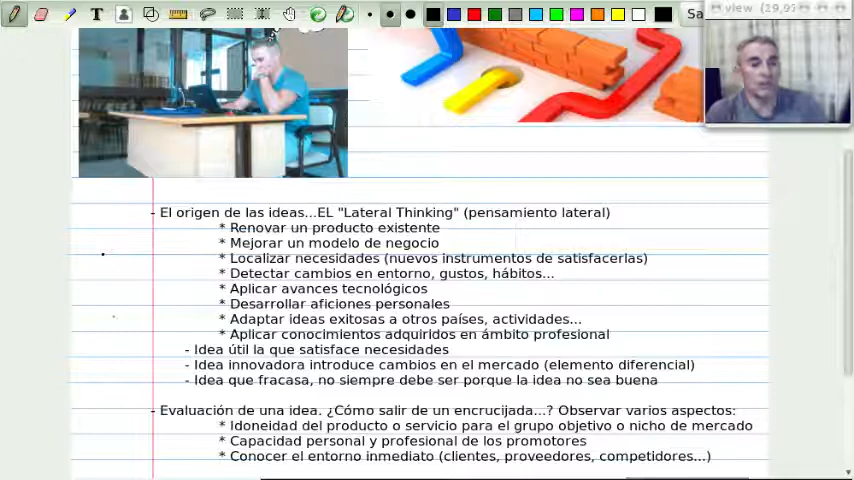 T
Sa
view (19,97
- El origen de las ideas...EL "Lateral Thinking" (pensamiento lateral)
* Renovar un producto existente
* Mejorar un modelo de negocio
* Localizar necesidades (nuevos instrumentos de satisfacerlas)
* Detectar cambios en entorno, gustos, hábitos...
* Aplicar avances tecnológicos
* Desarrollar aficiones personales
* Adaptar ideas exitosas a otros países, actividades...
* Aplicar conocimientos adquiridos en ámbito profesional
- Idea útil la que satisface necesidades
- Idea innovadora introduce cambios en el mercado (elemento diferencial)
- Idea que fracasa, no siempre debe ser porque la idea no sea buena
- Evaluación de una idea. ¿Cómo salir de un encrucijada...? Observar varios aspectos:
* Idoneidad del producto o servicio para el grupo objetivo o nicho de mercado
* Capacidad personal y profesional de los promotores
* Conocer el entorno inmediato (clientes, proveedores, competidores...)